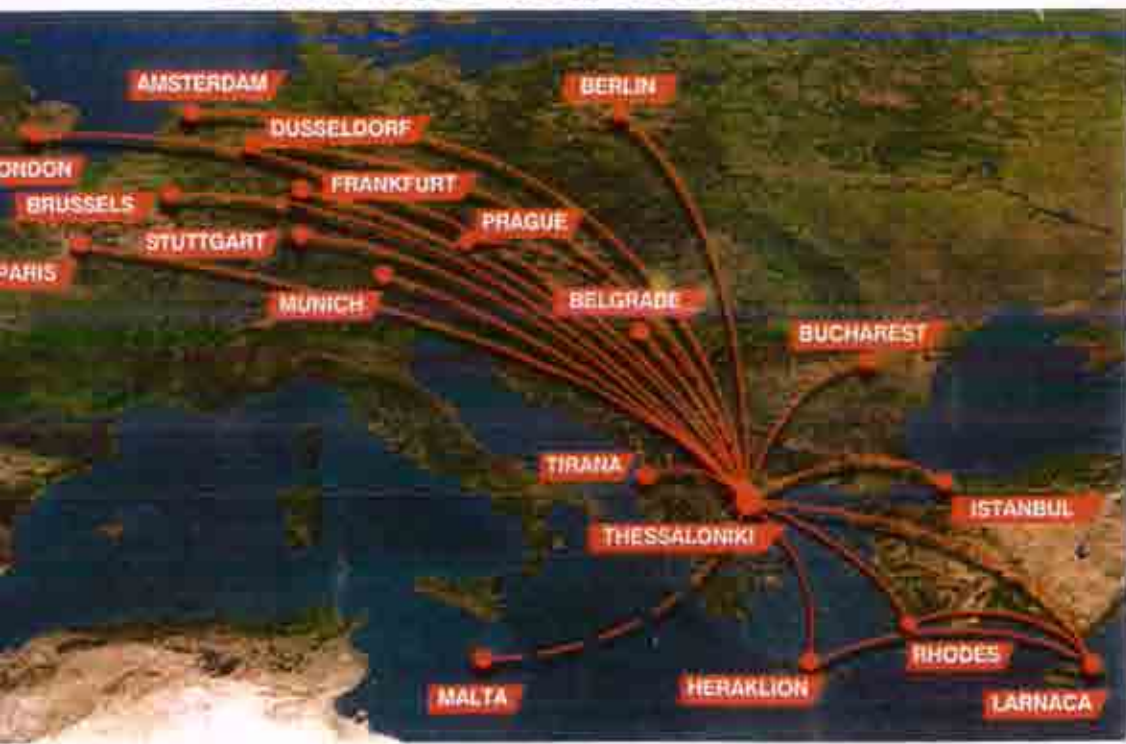 AMSTERDAM
BERLIN
DUSSELDORF
ONDON
FRANKFURT
BRUSSELS
PRAGUE
STUTTGART
PARIS
MUNICH
BELGRADE
BUCHAREST
TIRANA
ISTANBUL
THESSALONIKI
RHODES
HERAKLION
MALTA
LARNACA